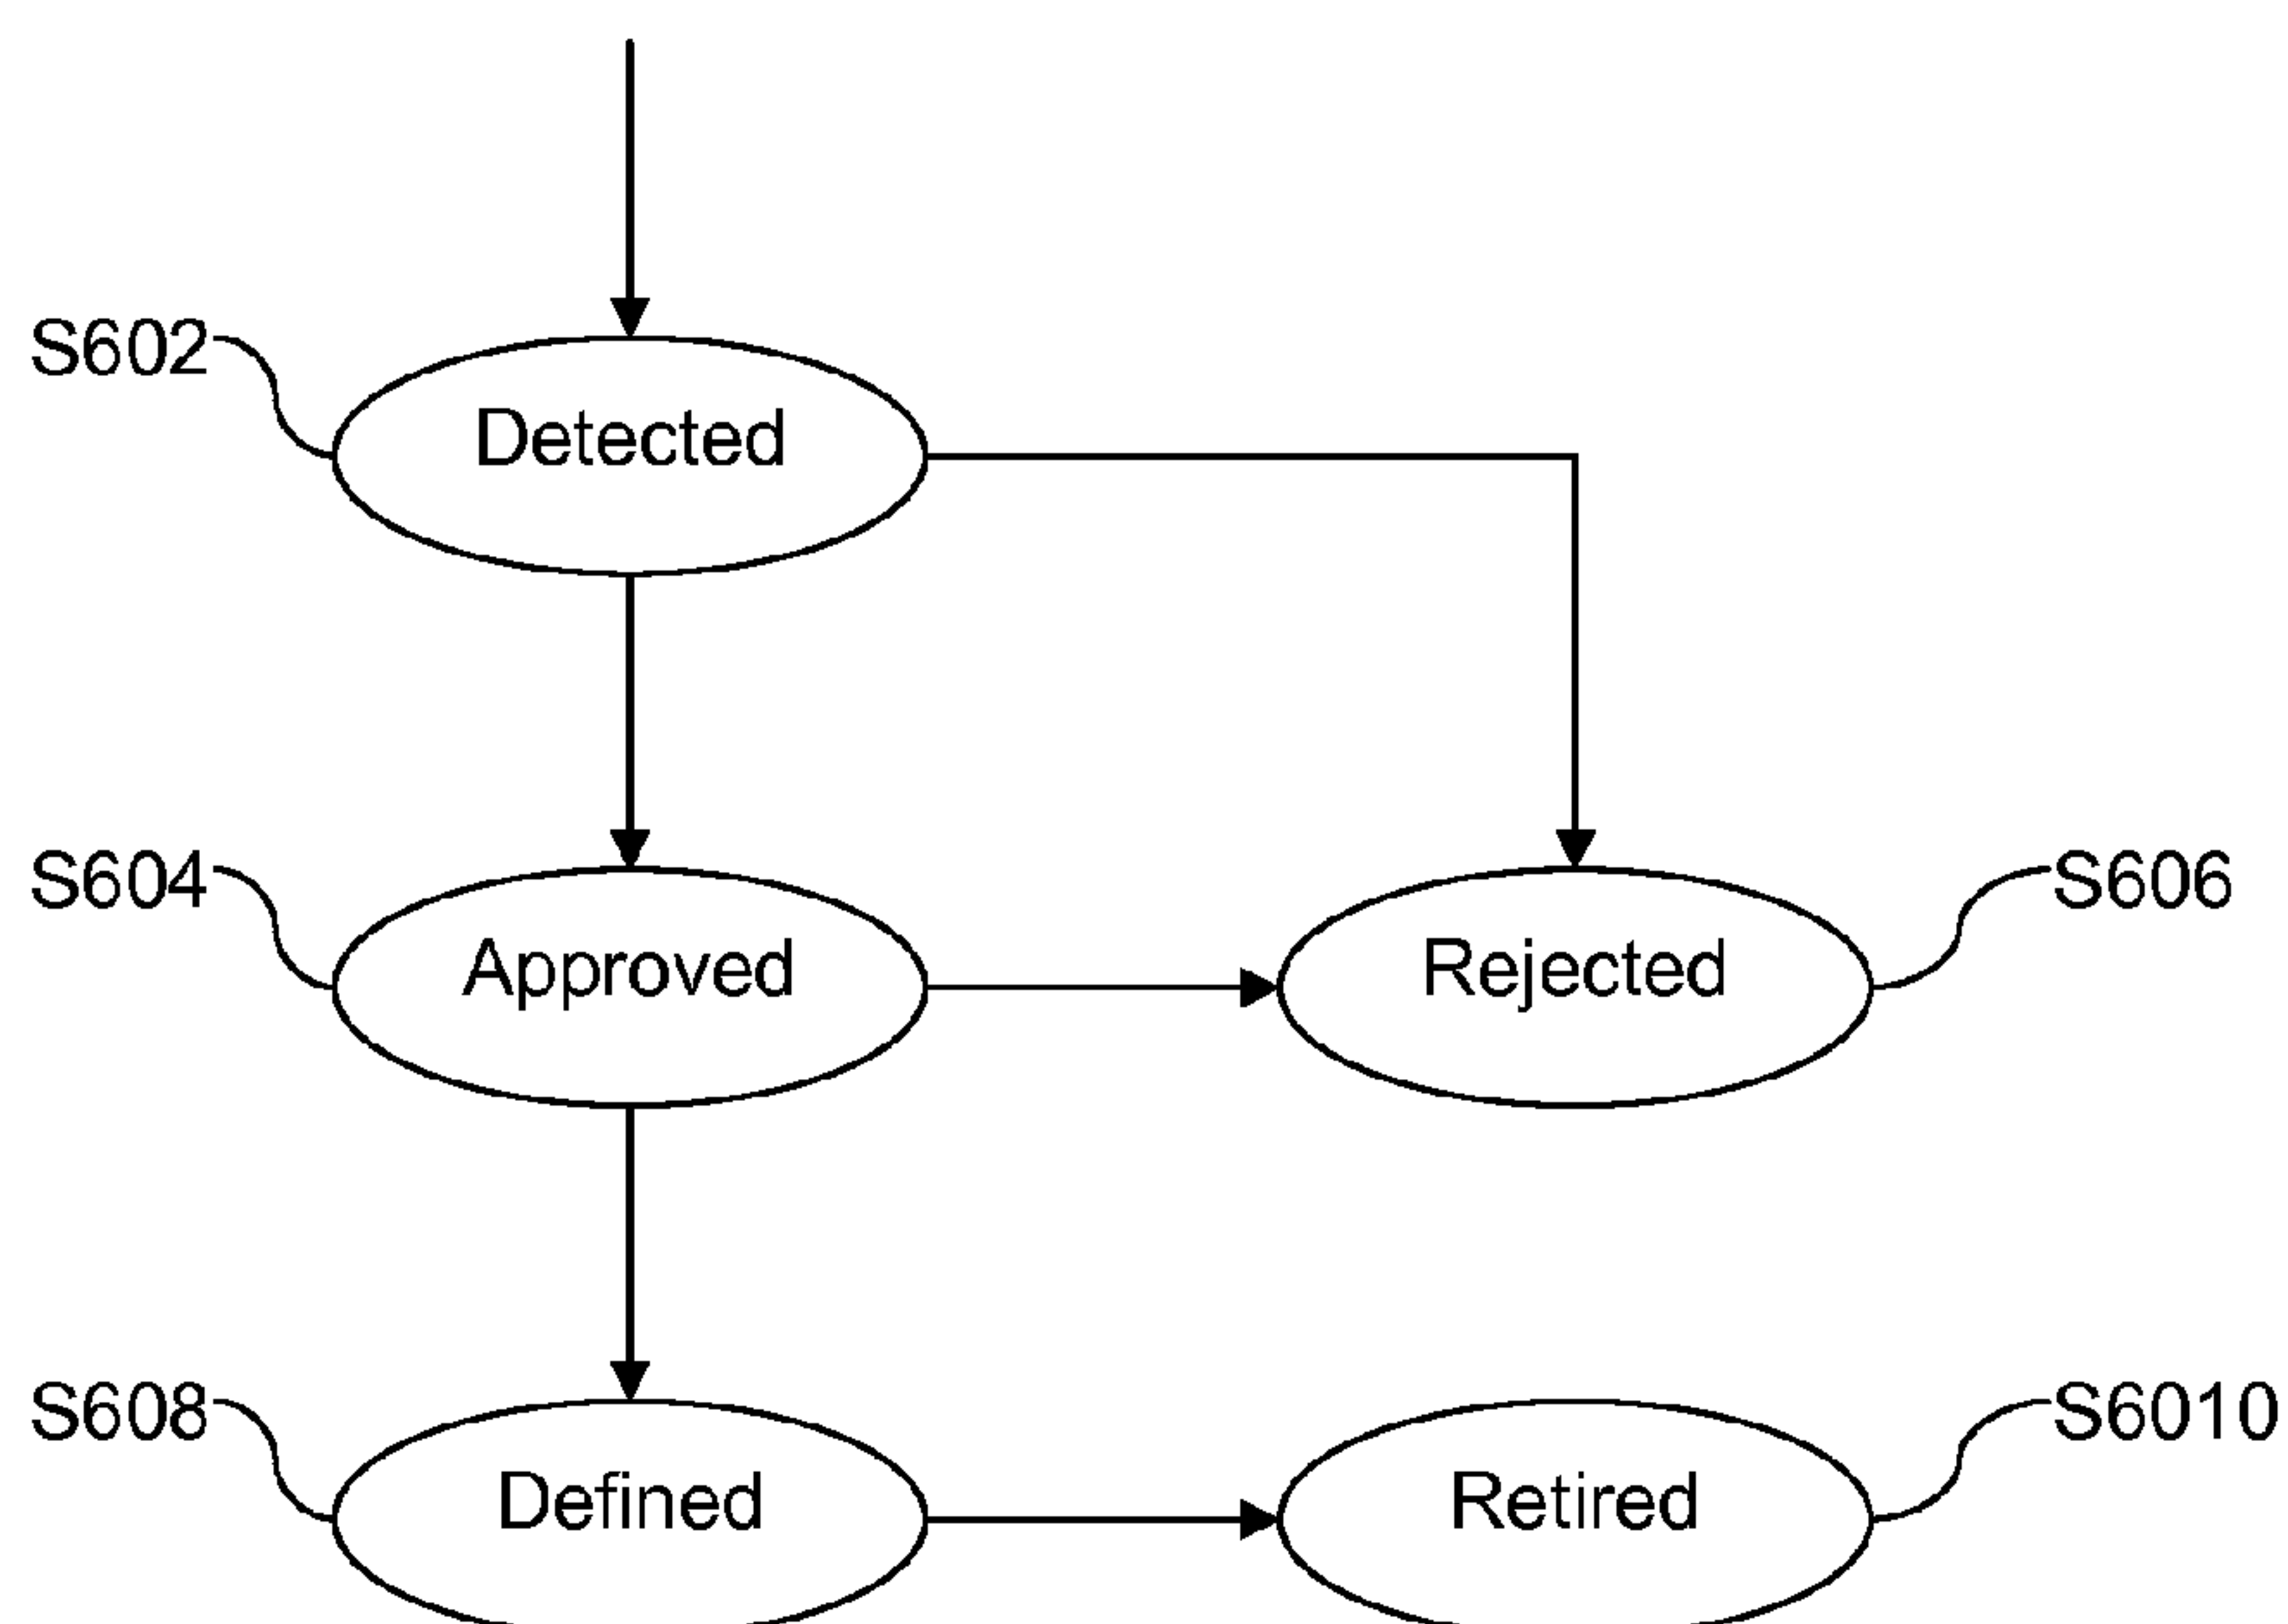 S602
Detected
S604
Approved
Rejected
S606
S608
Defined
Retired
S6010